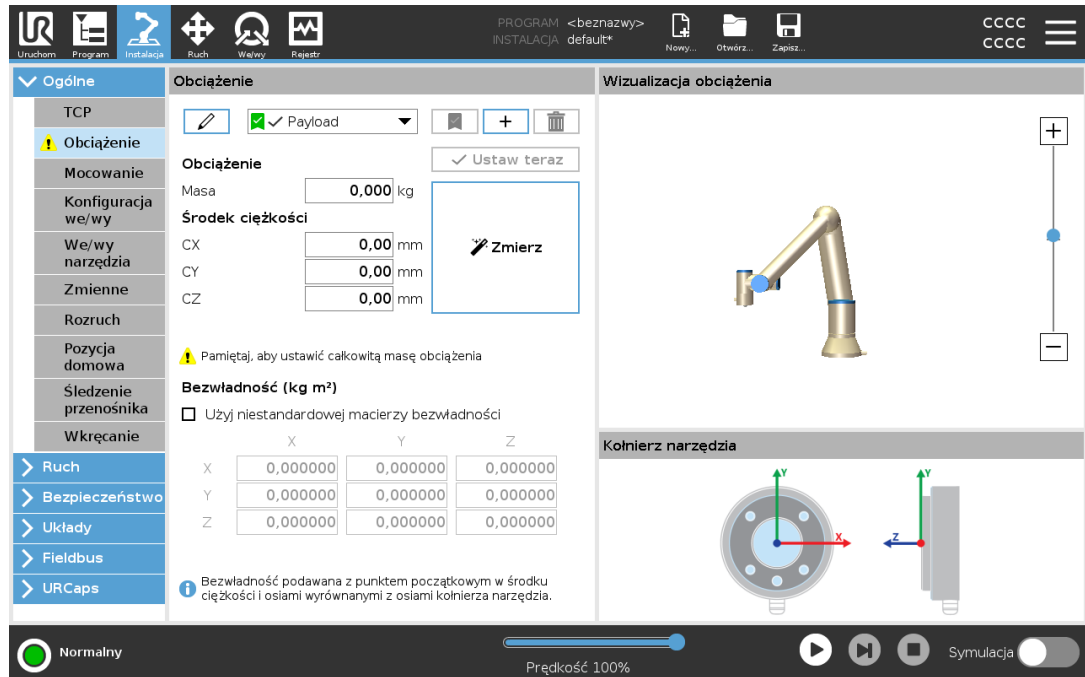 Uruchom
Program
Instalacja
Ruch
We/wy
Rejestr
PROGRAM <beznazwy>
INSTALACJA default*
Nowy...
Otwórz...
Zapisz...
CCCC
CCCC
Ogólne
TCP
Obciążenie
Mocowanie
Konfiguracja
we/wy
We/wy
narzędzia
Zmienne
Rozruch
Pozycja
domowa
Śledzenie
przenośnika
Wkręcanie
Ruch
Bezpieczeństwo
Układy
Fieldbus
URCaps
Obciążenie
Payload
Ustaw teraz
Obciążenie
Masa 0,000 kg
Środek ciężkości
CX 0,00 mm
CY 0,00 mm
CZ 0,00 mm
Zmierz
Pamiętaj, aby ustawić całkowitą masę obciążenia
Bezwładność (kg m²)
Użyj niestandardowej macierzy bezwładności
X Y Z
X 0,000000 0,000000 0,000000
Y 0,000000 0,000000 0,000000
Z 0,000000 0,000000 0,000000
Bezwładność podawana z punktem początkowym w środku
ciężkości i osiami wyrównanymi z osiami kołnierza narzędzia.
Wizualizacja obciążenia
Kołnierz narzędzia
Y
X
Y
Z
Normalny
Prędkość 100%
Symulacja